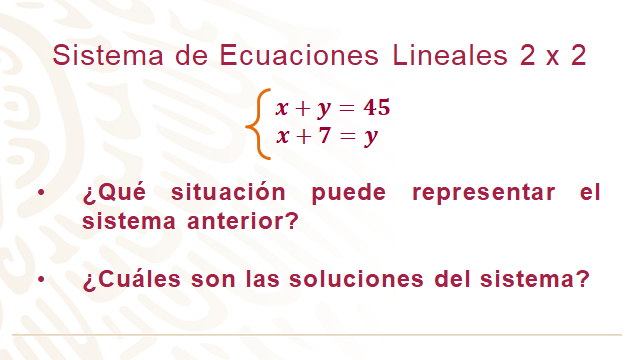 Sistema de Ecuaciones Lineales 2 x 2
x + y = 45
x + 7 = y
• ¿Qué situación puede representar el
sistema anterior?
• ¿Cuáles son las soluciones del sistema?